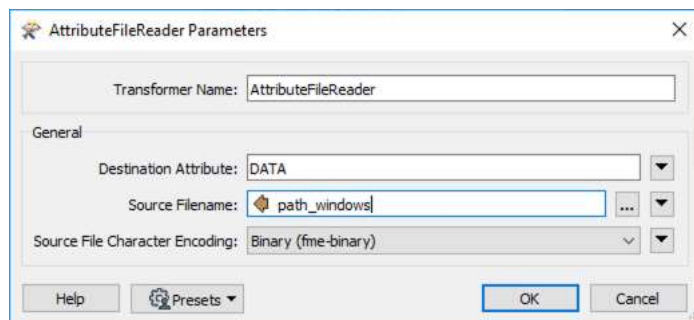 AttributeFileReader Parameters
Transformer Name: AttributeFileReader
General
Destination Attribute: DATA
Source Filename: path_windows
...
Source File Character Encoding: Binary (fme-binary)
Help Presets OK Cancel